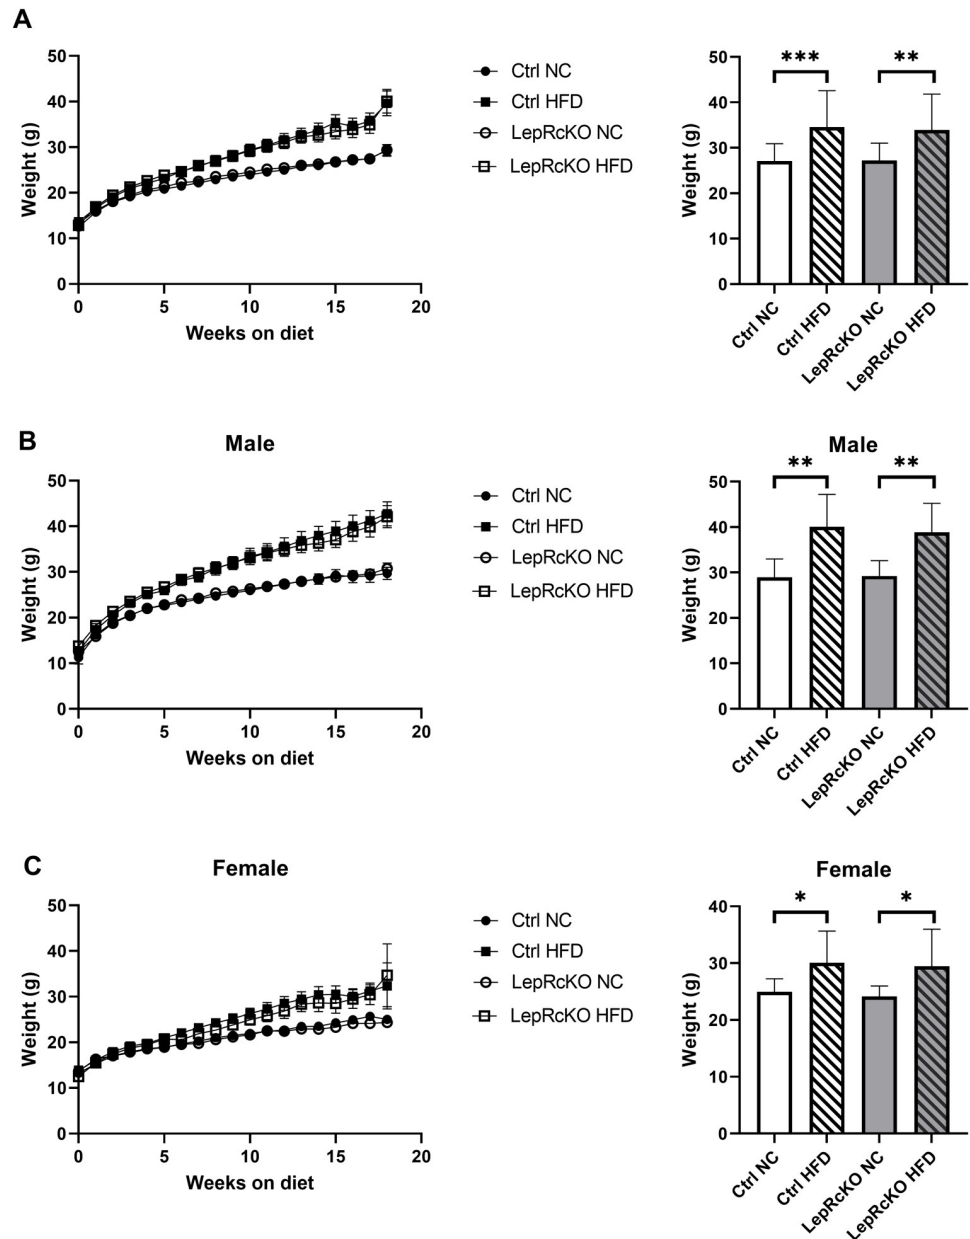 A
50
40
30
20
10
0
Weight (g)
0 5 10 15 20
Weeks on diet
Ctrl NC
Ctrl HFD
LepRcKO NC
LepRcKO HFD
*** **
50
40
30
20
10
0
Weight (g)
Ctrl NC
Ctrl HFD
LepRcKO NC
LepRcKO HFD
B
Male
50
40
30
20
10
0
Weight (g)
0 5 10 15 20
Weeks on diet
Ctrl NC
Ctrl HFD
LepRcKO NC
LepRcKO HFD
Male
** **
50
40
30
20
10
0
Weight (g)
Ctrl NC
Ctrl HFD
LepRcKO NC
LepRcKO HFD
C
Female
50
40
30
20
10
0
Weight (g)
0 5 10 15 20
Weeks on diet
Ctrl NC
Ctrl HFD
LepRcKO NC
LepRcKO HFD
Female
* *
40
30
20
10
0
Weight (g)
Ctrl NC
Ctrl HFD
LepRcKO NC
LepRcKO HFD